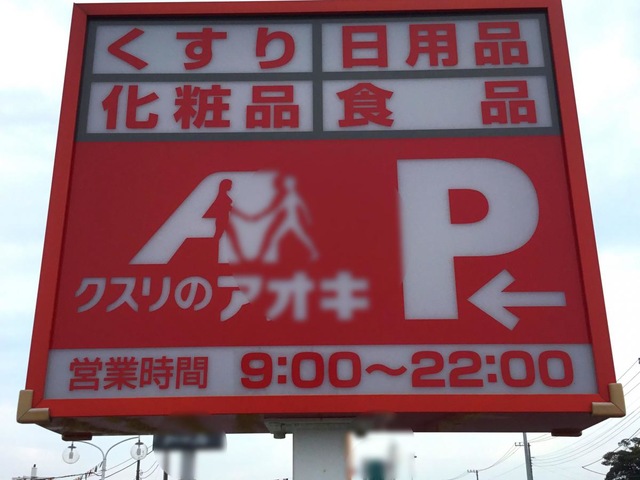 くすり 日用品
化粧品 食品
P
クスリのアオキ
営業時間 9:00～22:00